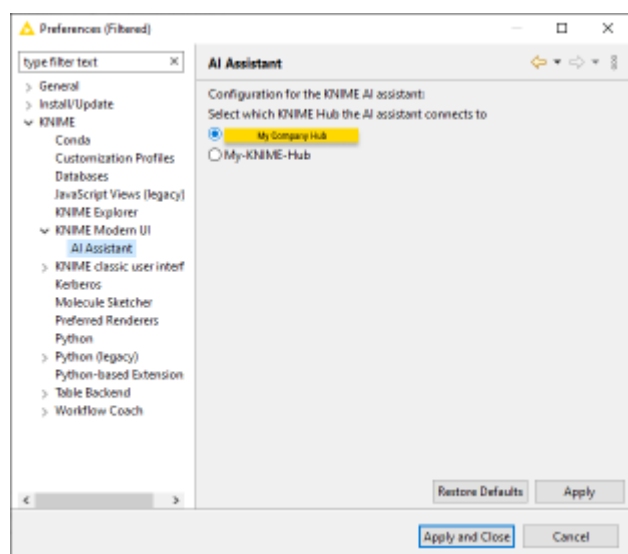 Preferences (Filtered)
type filter text
General
Install/Update
KNIME
Conda
Customization Profiles
Databases
JavaScript Views (legacy)
KNIME Explorer
KNIME Modern UI
AI Assistant
KNIME classic user interf
Kerberos
Molecule Sketcher
Preferred Renderers
Python
Python (legacy)
Python-based Extension
Table Backend
Workflow Coach
AI Assistant
Configuration for the KNIME AI assistant:
Select which KNIME Hub the AI assistant connects to
My Company Hub
My-KNIME-Hub
Restore Defaults
Apply
Apply and Close
Cancel